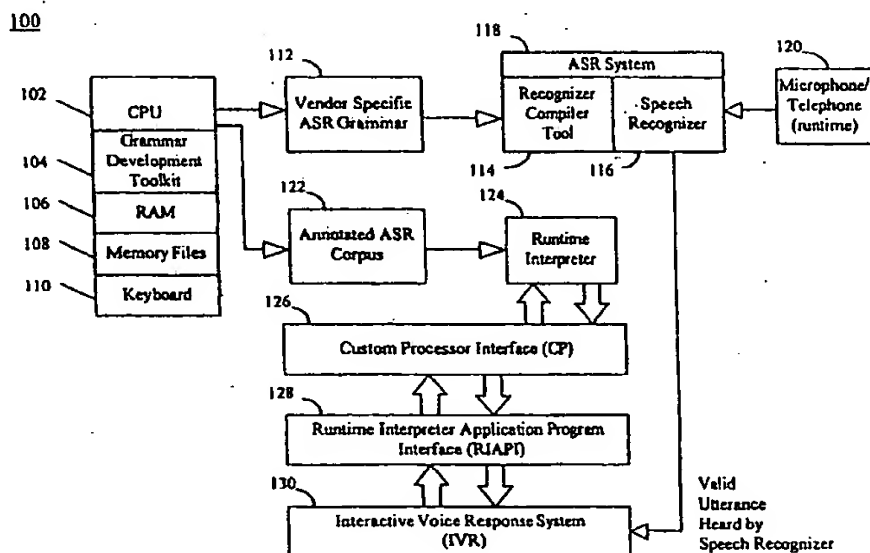 100
112
118
120
ASR System
102
CPU
Vendor Specific
ASR Grammar
Recognizer
Compiler
Tool
Speech
Recognizer
Microphone/
Telephone
(runtime)
104
Grammar
Development
Toolkit
114
116
106
RAM
122
124
108
Memory Files
Annotated ASR
Corpus
Runtime
Interpreter
110
Keyboard
126
Custom Processor Interface (CP)
128
Runtime Interpreter Application Program
Interface (RIAPI)
130
Interactive Voice Response System
(IVR)
Valid
Utterance
Heard by
Speech Recognizer